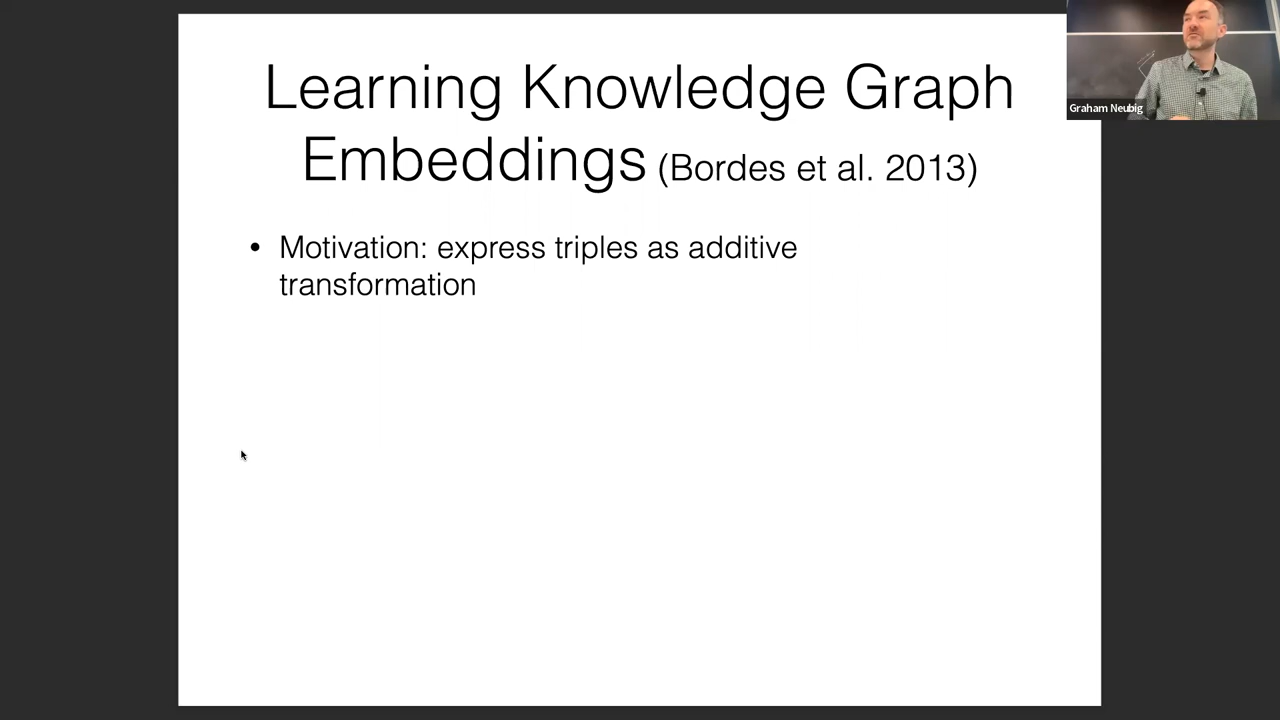 Learning Knowledge Graph
Embeddings (Bordes et al. 2013)
• Motivation: express triples as additive
transformation
Graham Neubig